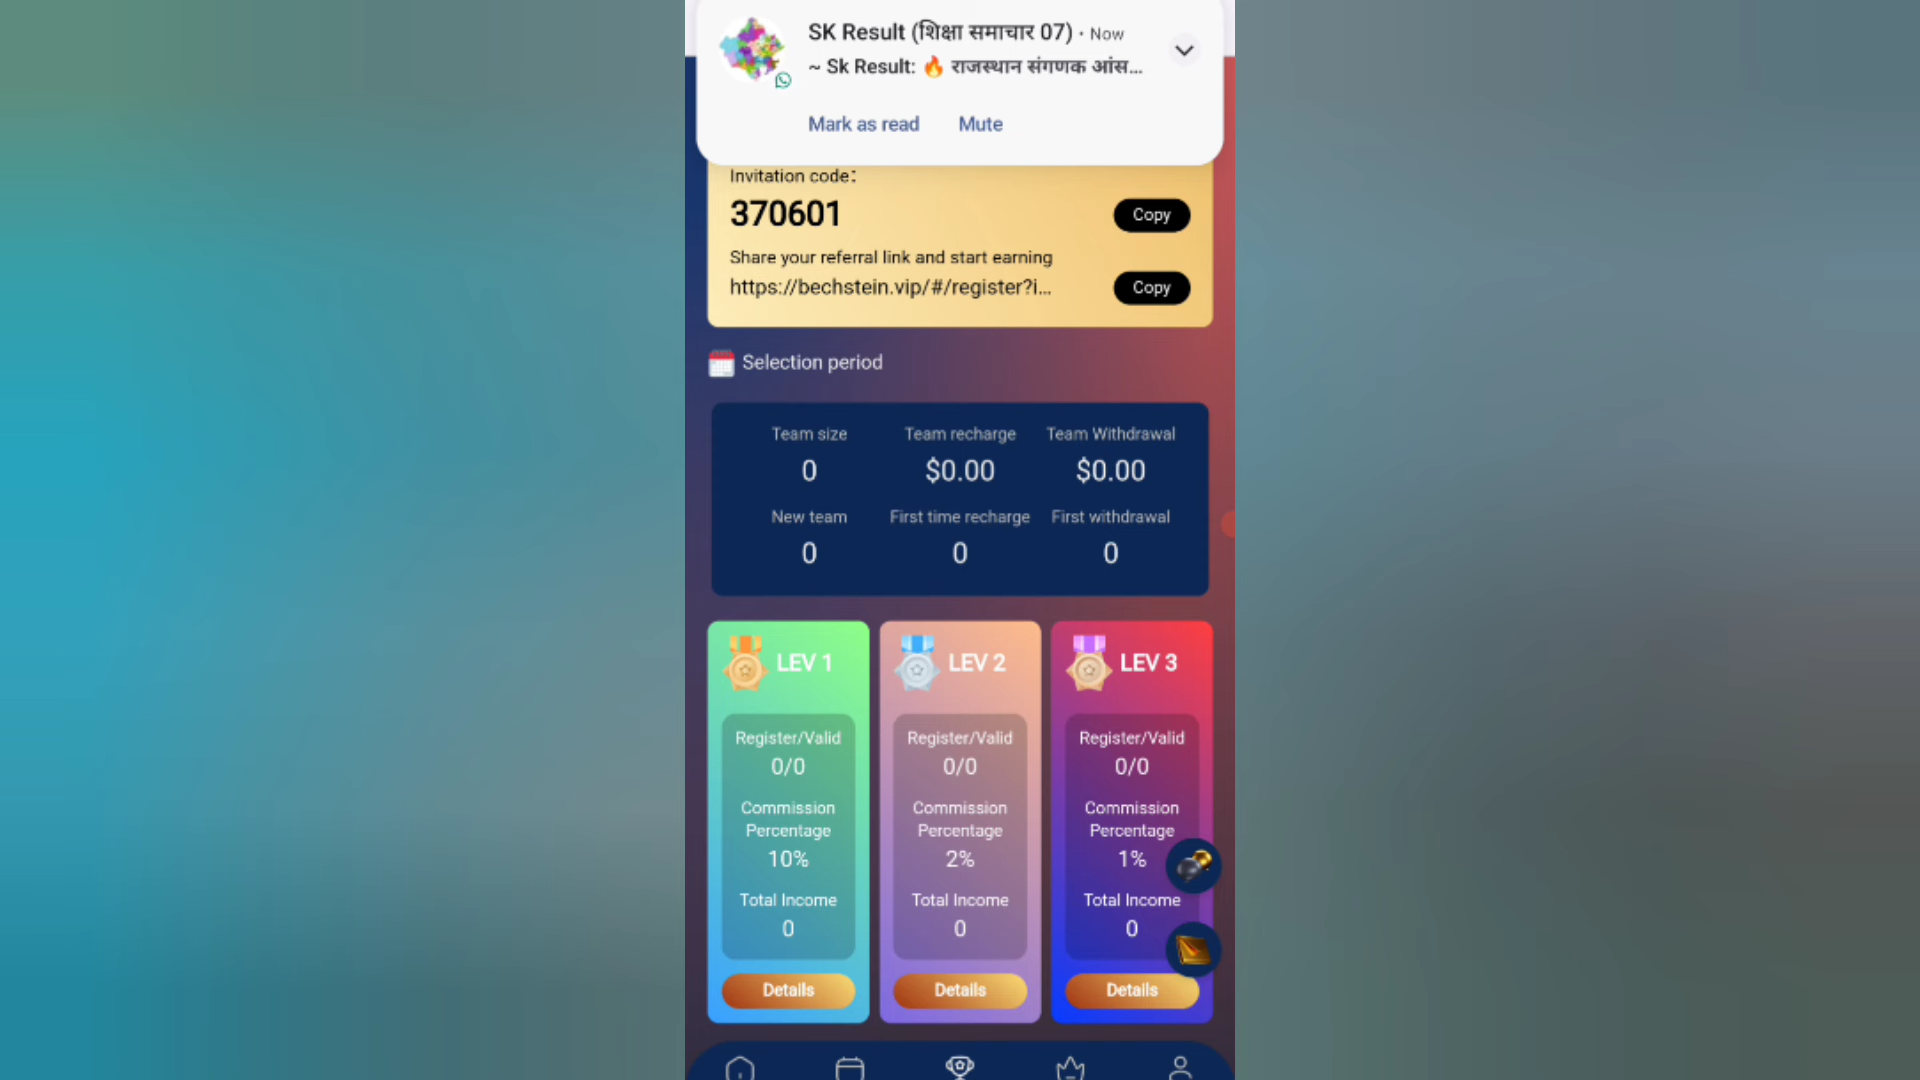 SK Result (शिक्षा समाचार 07) · Now
~ Sk Result: 🔥 राजस्थान संगणक आंस...
Mark as read Mute
Invitation code:
370601 Copy
Share your referral link and start earning
https://bechstein.vip/#/register?i... Copy
Selection period
Team size Team recharge Team Withdrawal
0 $0.00 $0.00
New team First time recharge First withdrawal
0 0 0
LEV 1 LEV 2 LEV 3
Register/Valid Register/Valid Register/Valid
0/0 0/0 0/0
Commission Commission Commission
Percentage Percentage Percentage
10% 2% 1%
Total Income Total Income Total Income
0 0 0
Details Details Details